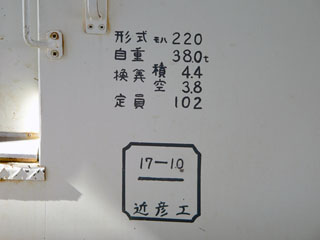 形式 モハ 220
自重 38.0t
換算 積 4.4
空 3.8
定員 102
17-10
近彦工